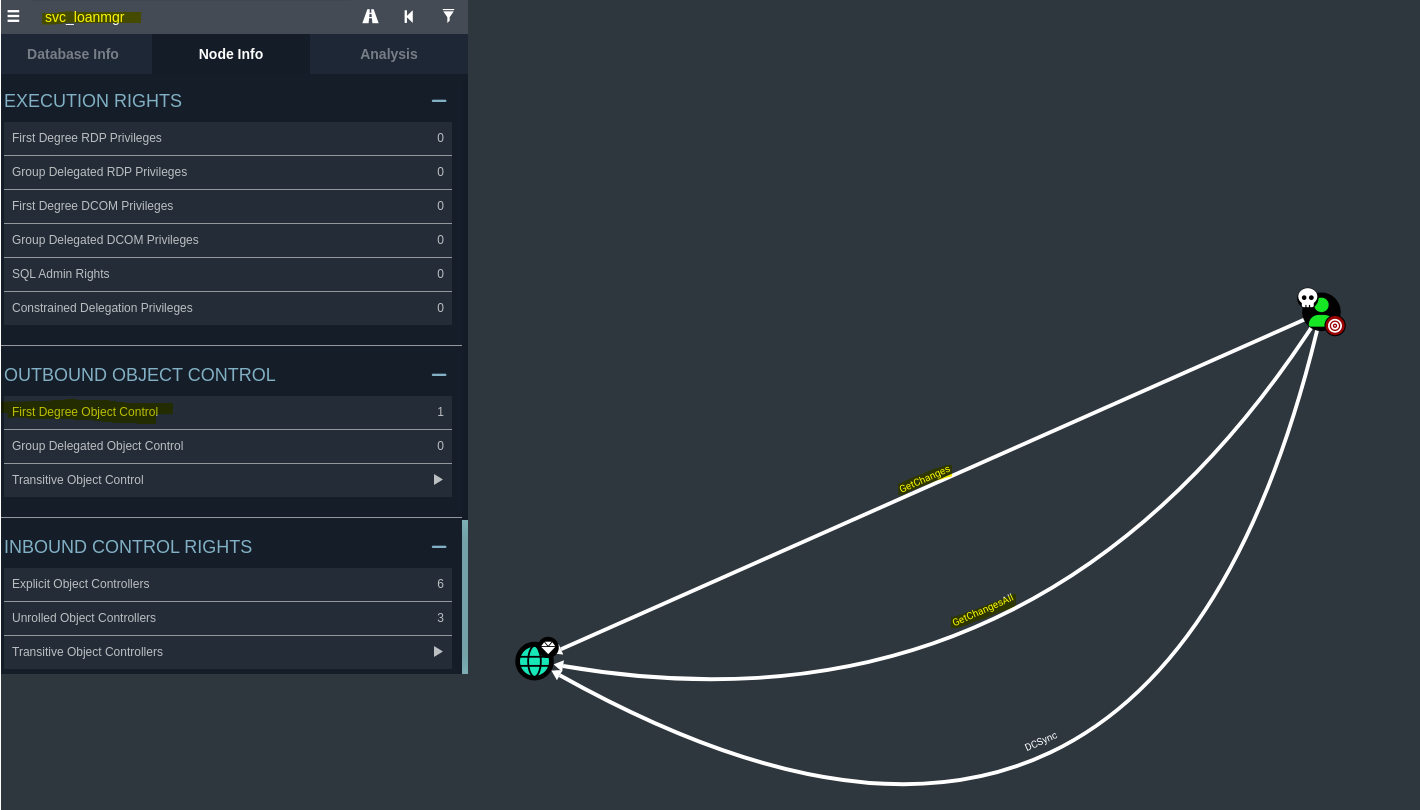 svc_loanmgr
Database Info
Node Info
Analysis
EXECUTION RIGHTS
First Degree RDP Privileges 0
Group Delegated RDP Privileges 0
First Degree DCOM Privileges 0
Group Delegated DCOM Privileges 0
SQL Admin Rights 0
Constrained Delegation Privileges 0
OUTBOUND OBJECT CONTROL
First Degree Object Control 1
Group Delegated Object Control 0
Transitive Object Control
INBOUND CONTROL RIGHTS
Explicit Object Controllers 6
Unrolled Object Controllers 3
Transitive Object Controllers
GetChanges
GetChangesAll
DCSync